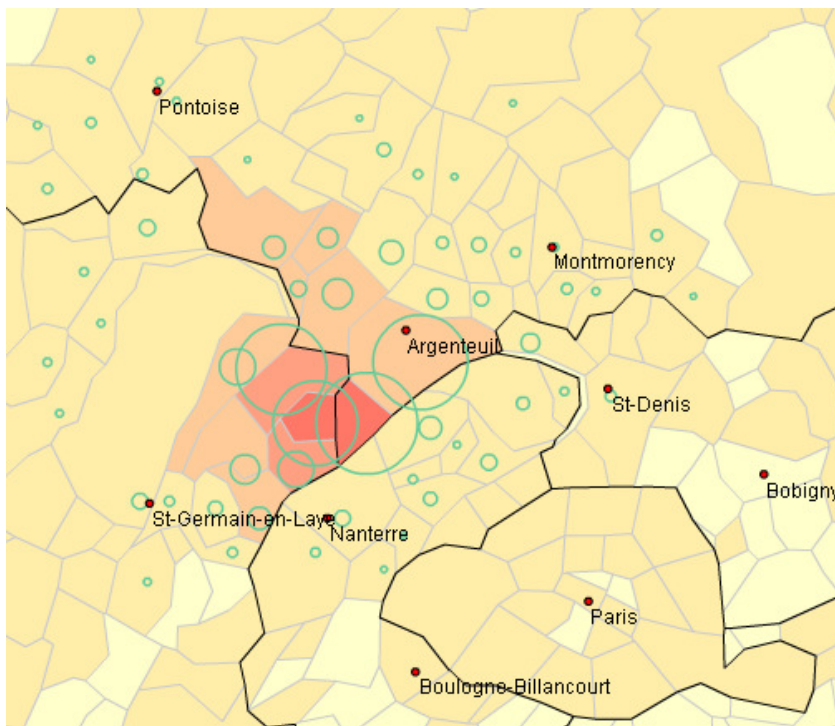 Pontoise
Montmorency
Argenteuil
St-Denis
Bobigny
St-Germain-en-Laye
Nanterre
Paris
Boulogne-Billancourt